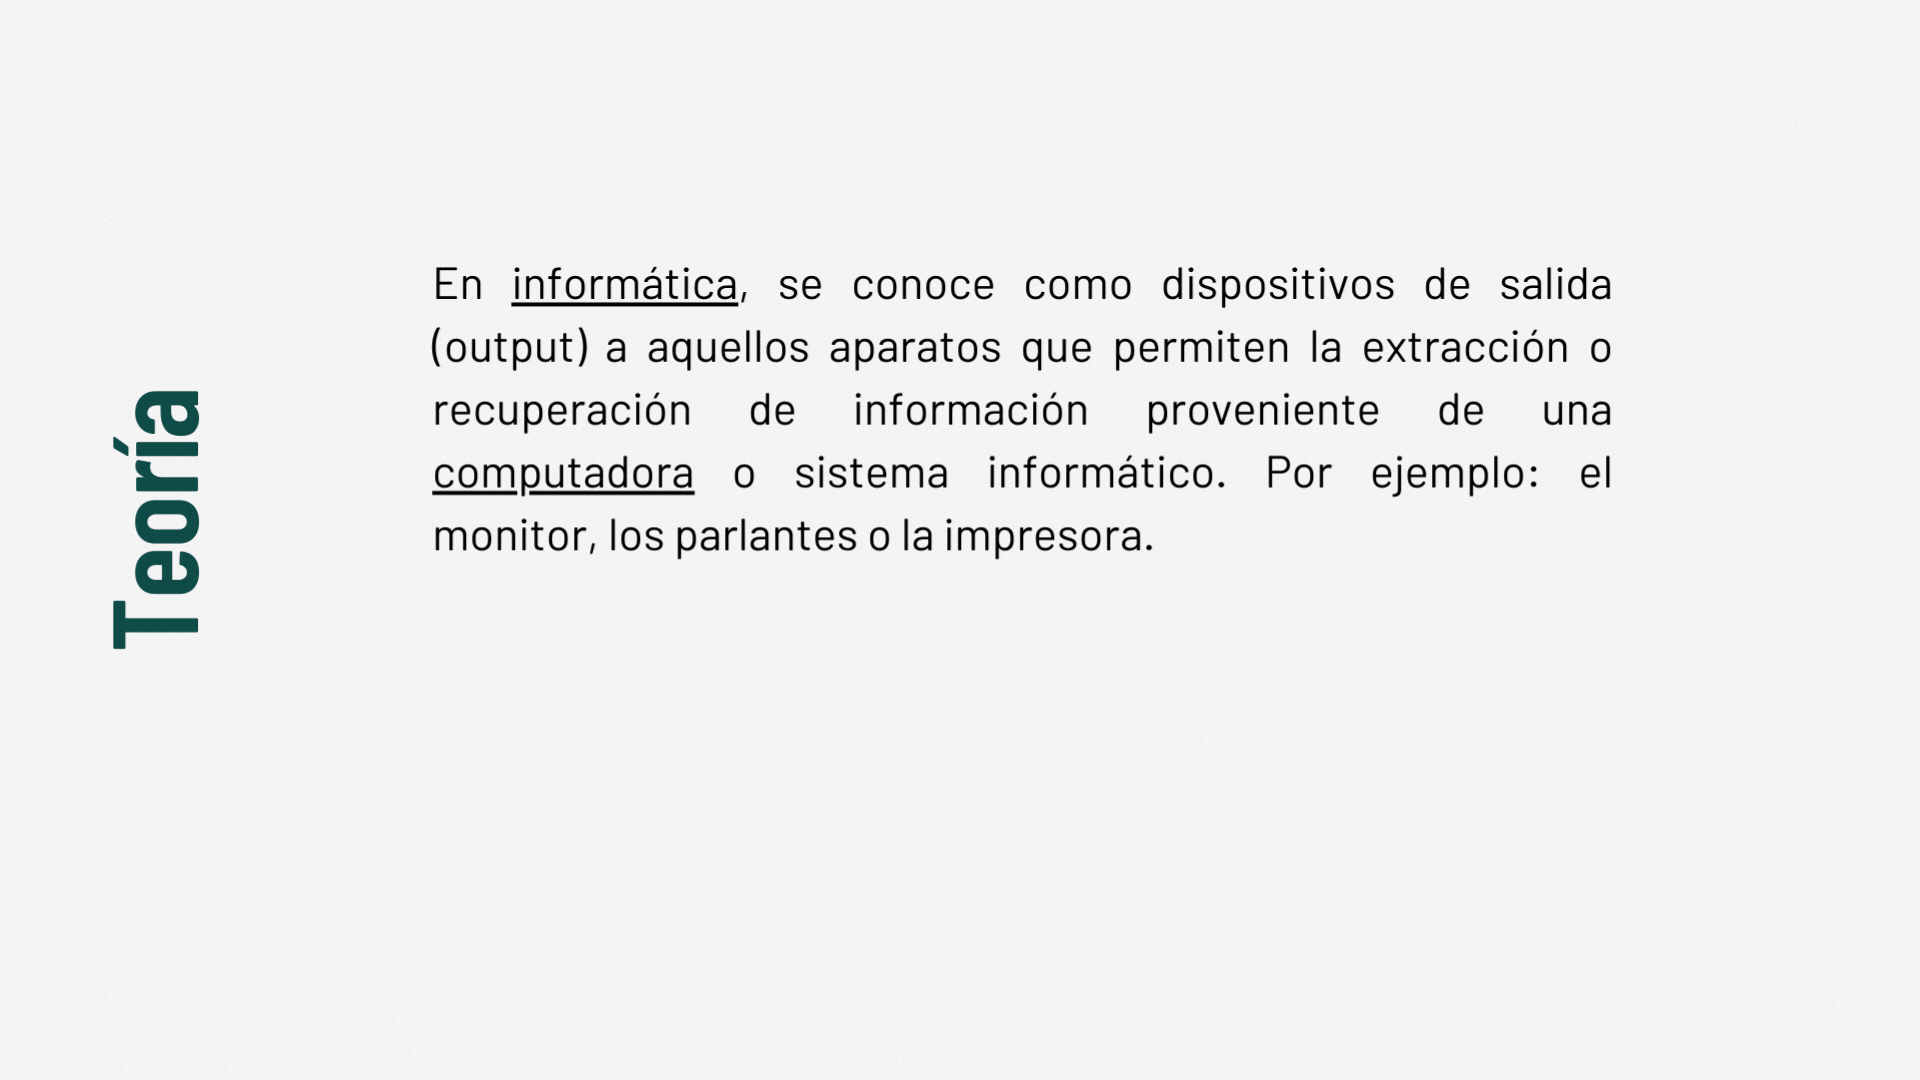 Teoría
En informática, se conoce como dispositivos de salida
(output) a aquellos aparatos que permiten la extracción o
recuperación de información proveniente de una
computadora o sistema informático. Por ejemplo: el
monitor, los parlantes o la impresora.